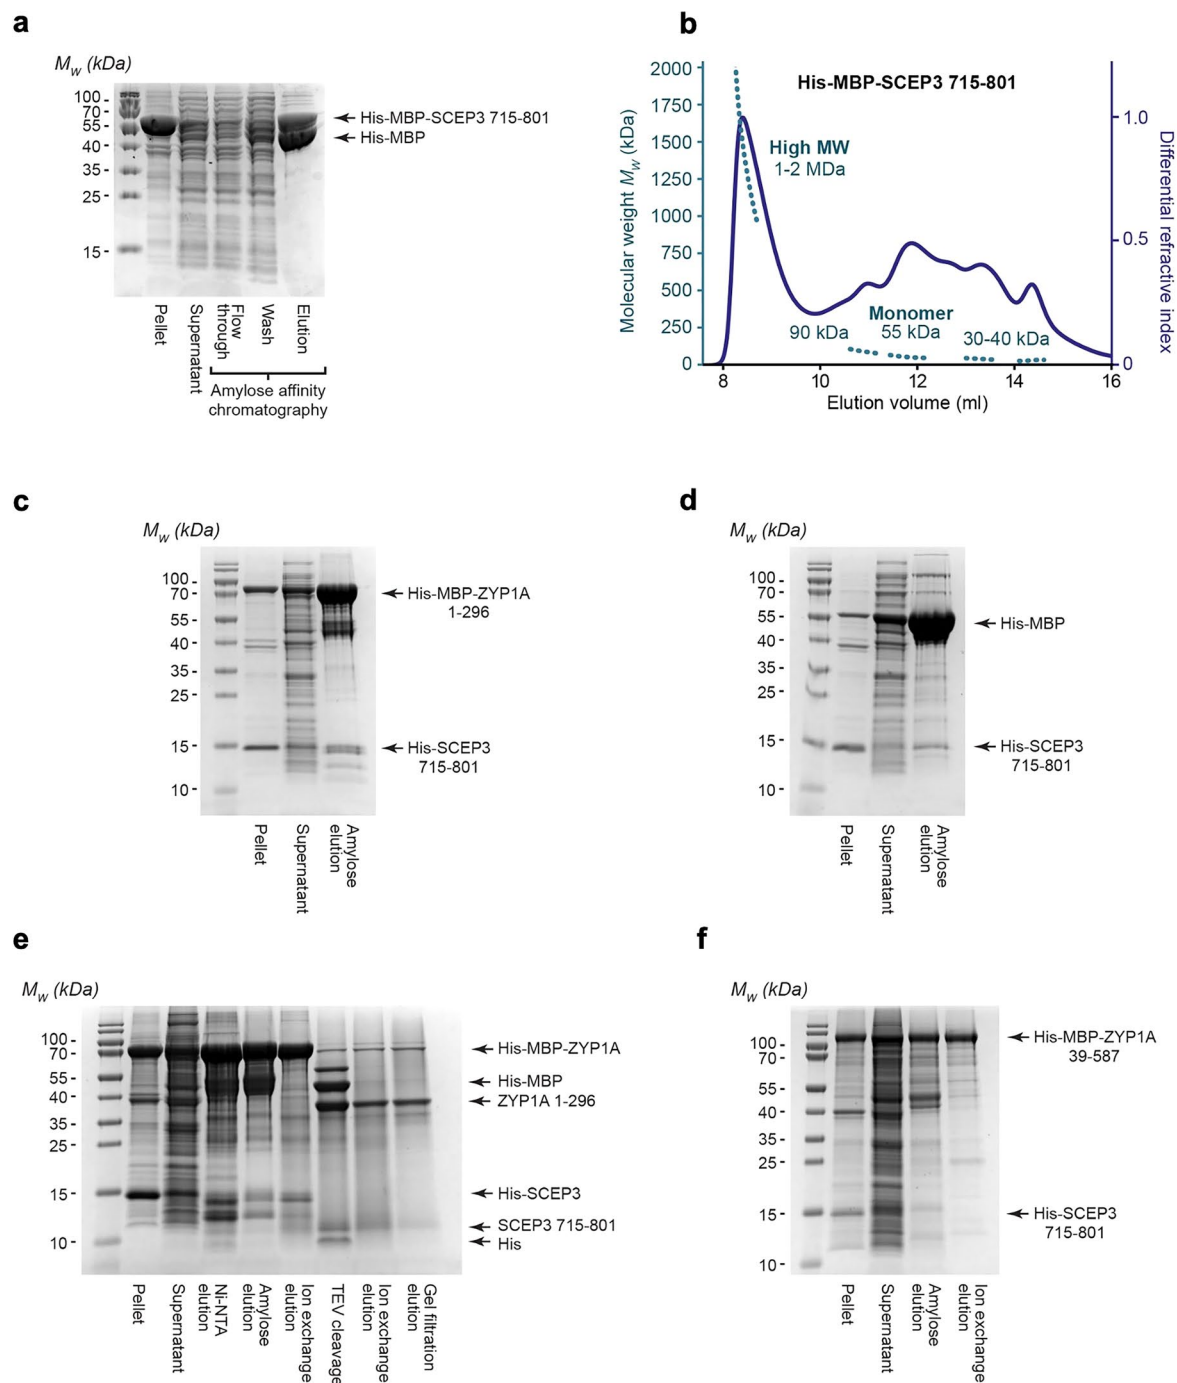 a
M_W (kDa)
100
70
55
40
35
25
15
His-MBP-SCEP3 715-801
His-MBP
Pellet
Supernatant
Flow
through
Wash
Elution
Amylose affinity
chromatography
b
Molecular weight M_W (kDa)
2000
1750
1500
1250
1000
750
500
250
0
His-MBP-SCEP3 715-801
High MW
1-2 MDa
90 kDa
Monomer
55 kDa
30-40 kDa
1.0
0.5
0
Differential refractive index
8
10
12
14
16
Elution volume (ml)
c
M_W (kDa)
100
70
55
40
35
25
15
10
His-MBP-ZYP1A
1-296
His-SCEP3
715-801
Pellet
Supernatant
Amylose
elution
d
M_W (kDa)
100
70
55
40
35
25
15
10
His-MBP
His-SCEP3
715-801
Pellet
Supernatant
Amylose
elution
e
M_W (kDa)
100
70
55
40
35
25
15
10
His-MBP-ZYP1A
His-MBP
ZYP1A 1-296
His-SCEP3
SCEP3 715-801
His
Pellet
Supernatant
Ni-NTA
elution
Amylose
elution
Ion exchange
elution
TEV cleavage
Ion exchange
elution
Gel filtration
elution
f
M_W (kDa)
100
70
55
40
35
25
15
10
His-MBP-ZYP1A
39-587
His-SCEP3
715-801
Pellet
Supernatant
Amylose
elution
Ion exchange
elution